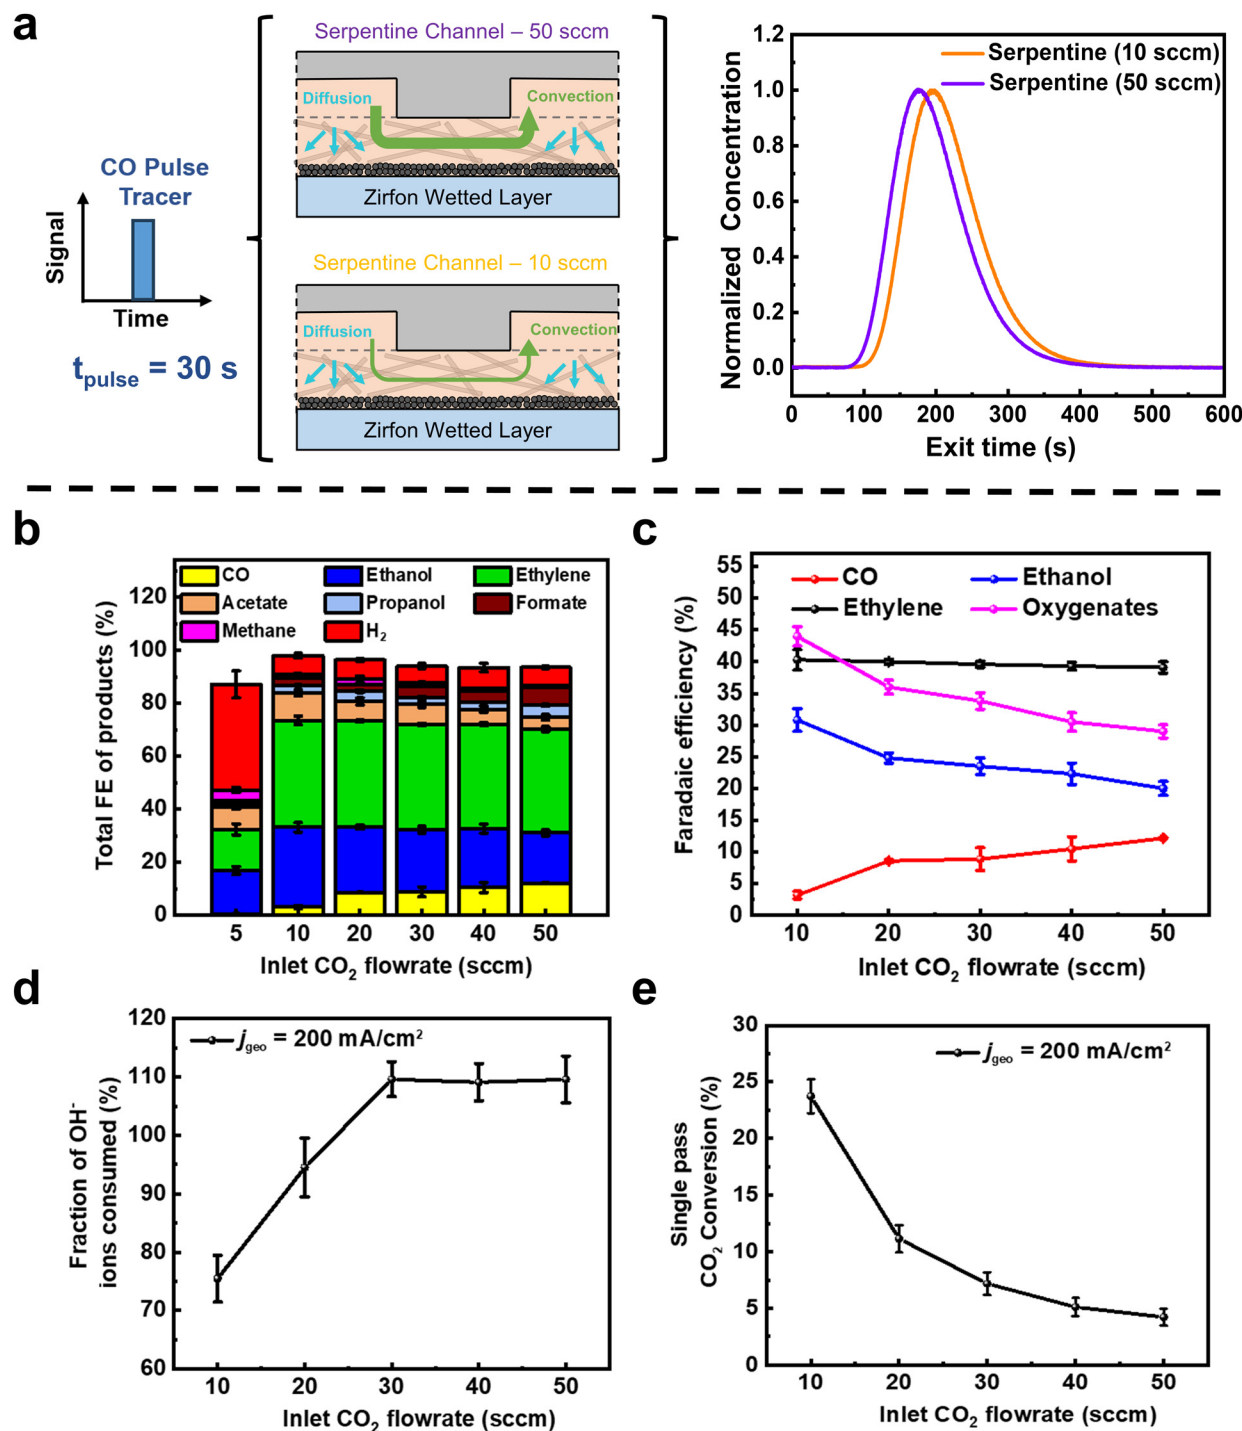 a
CO Pulse
Tracer
Signal
Time
t_pulse = 30 s
Serpentine Channel – 50 sccm
Diffusion
Convection
Zirfon Wetted Layer
Serpentine Channel – 10 sccm
Diffusion
Convection
Zirfon Wetted Layer
Serpentine (10 sccm)
Serpentine (50 sccm)
Normalized Concentration
1.2
1.0
0.8
0.6
0.4
0.2
0.0
0 100 200 300 400 500 600
Exit time (s)
b
CO Ethanol Ethylene
Acetate Propanol Formate
Methane H₂
Total FE of products (%)
120
100
80
60
40
20
0
5 10 20 30 40 50
Inlet CO₂ flowrate (sccm)
c
CO Ethanol
Ethylene Oxygenates
Faradaic efficiency (%)
55
50
45
40
35
30
25
20
15
10
5
0
10 20 30 40 50
Inlet CO₂ flowrate (sccm)
d
j_geo = 200 mA/cm²
Fraction of OH⁻
ions consumed (%)
120
110
100
90
80
70
60
10 20 30 40 50
Inlet CO₂ flowrate (sccm)
e
j_geo = 200 mA/cm²
Single pass
CO₂ Conversion (%)
30
25
20
15
10
5
0
10 20 30 40 50
Inlet CO₂ flowrate (sccm)